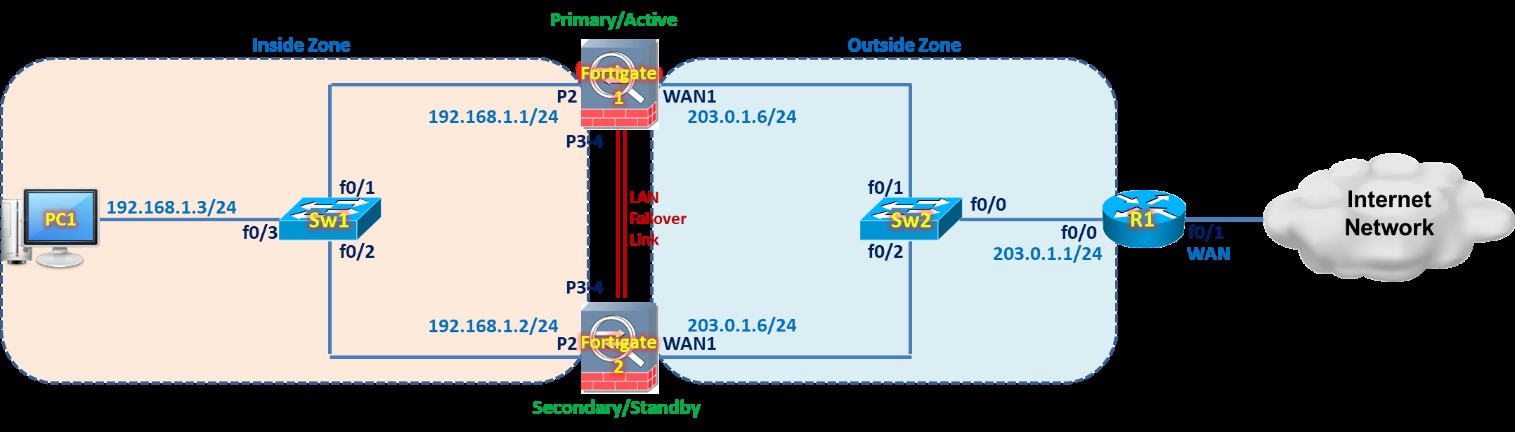 Primary/Active
Inside Zone
Outside Zone
Fortigate
1
P2
WAN1
192.168.1.1/24
203.0.1.6/24
P3-4
PC1
192.168.1.3/24
f0/1
Sw1
f0/3
f0/2
LAN
Failover
Link
f0/1
Sw2
f0/2
f0/0
f0/0
203.0.1.1/24
R1
f0/1
WAN
Internet
Network
P3-4
192.168.1.2/24
203.0.1.6/24
P2
Fortigate
2
WAN1
Secondary/Standby